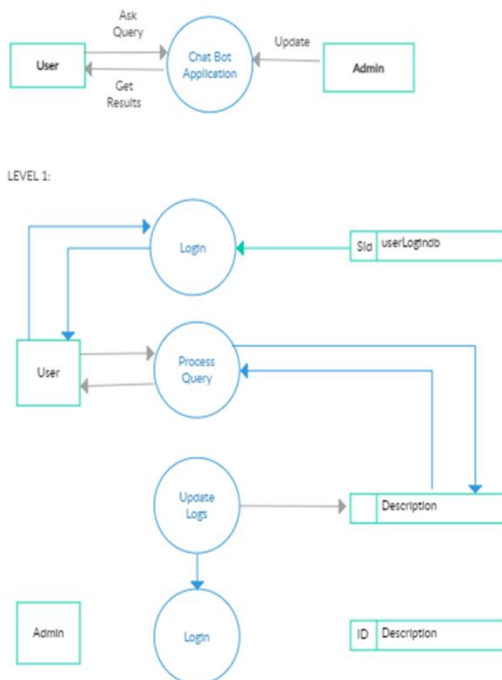 Ask
Query
User
Chat Bot
Application
Update
Admin
Get
Results
LEVEL 1:
Login
SId
userLogindb
User
Process
Query
Update
Logs
Description
Admin
Login
ID
Description